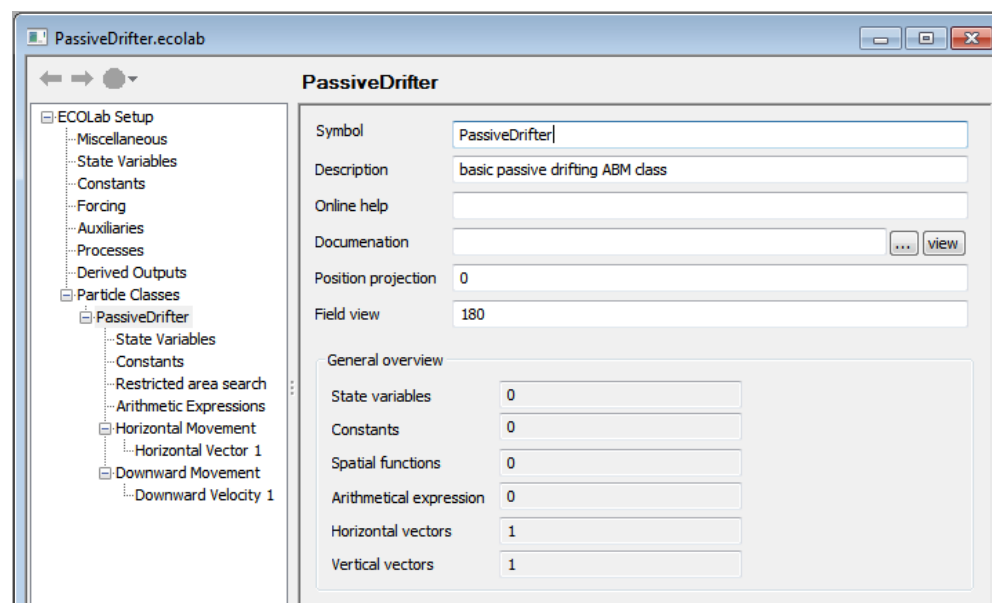 PassiveDrifter.ecolab
PassiveDrifter
ECOLab Setup
Miscellaneous
State Variables
Constants
Forcing
Auxiliaries
Processes
Derived Outputs
Particle Classes
PassiveDrifter
State Variables
Constants
Restricted area search
Arithmetic Expressions
Horizontal Movement
Horizontal Vector 1
Downward Movement
Downward Velocity 1
Symbol PassiveDrifter
Description basic passive drifting ABM class
Online help
Documenation ... view
Position projection 0
Field view 180
General overview
State variables 0
Constants 0
Spatial functions 0
Arithmetical expression 0
Horizontal vectors 1
Vertical vectors 1